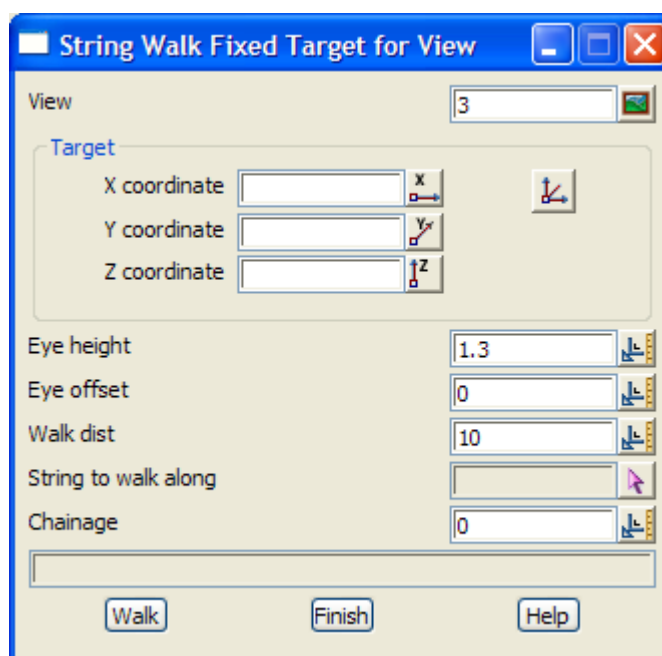 String Walk Fixed Target for View
View 3
Target
X coordinate X
Y coordinate Y
Z coordinate Z
Eye height 1.3
Eye offset 0
Walk dist 10
String to walk along
Chainage 0
Walk Finish Help